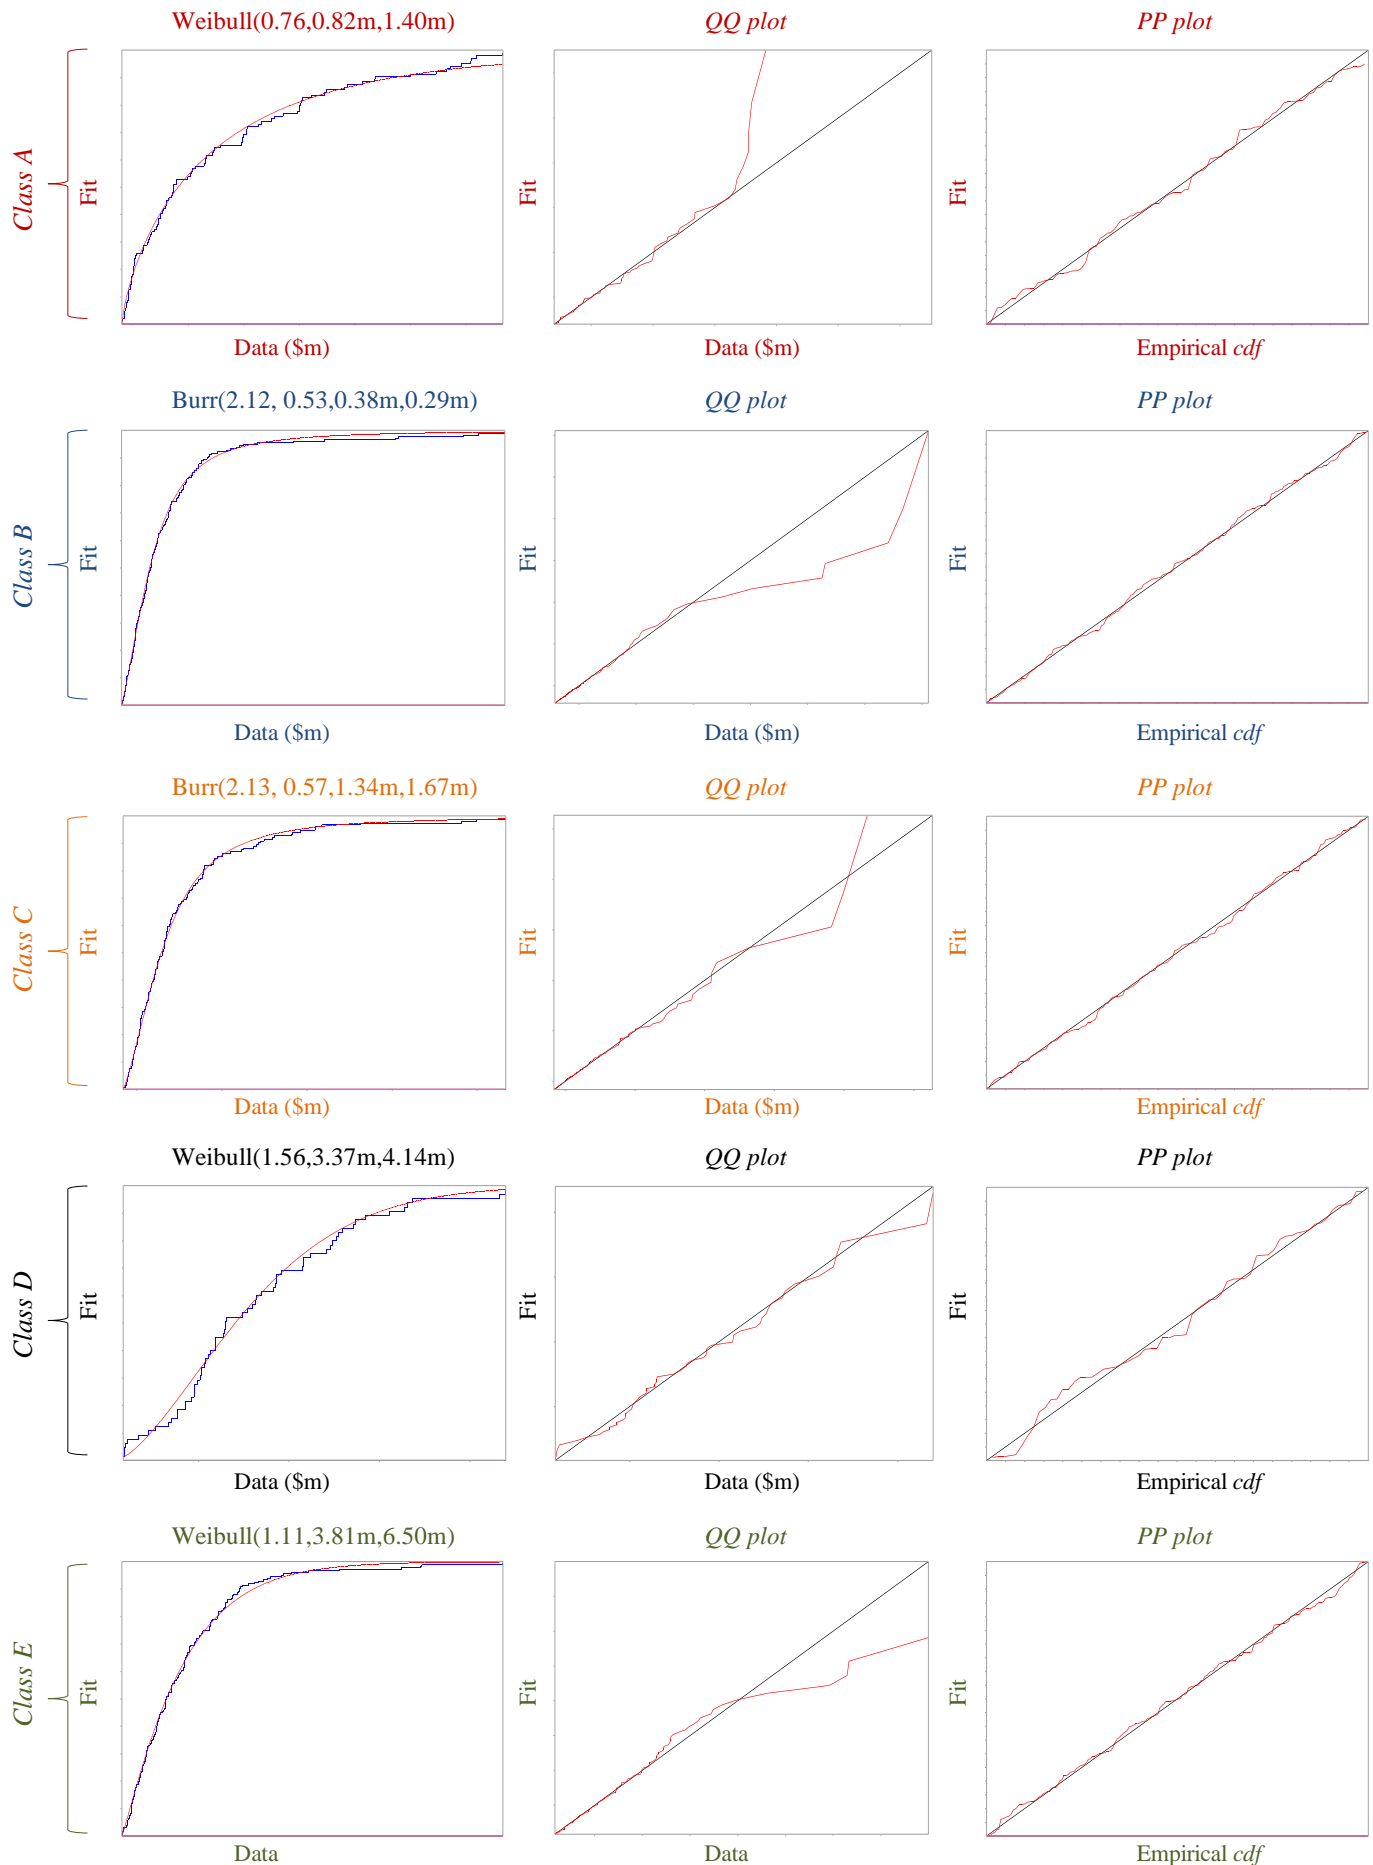 Weibull(0.76,0.82m,1.40m) QQ plot PP plot
Class A Fit Fit Fit
Data ($m) Data ($m) Empirical cdf
Burr(2.12, 0.53,0.38m,0.29m) QQ plot PP plot
Class B Fit Fit Fit
Data ($m) Data ($m) Empirical cdf
Burr(2.13, 0.57,1.34m,1.67m) QQ plot PP plot
Class C Fit Fit Fit
Data ($m) Data ($m) Empirical cdf
Weibull(1.56,3.37m,4.14m) QQ plot PP plot
Class D Fit Fit Fit
Data ($m) Data ($m) Empirical cdf
Weibull(1.11,3.81m,6.50m) QQ plot PP plot
Class E Fit Fit Fit
Data Data Empirical cdf